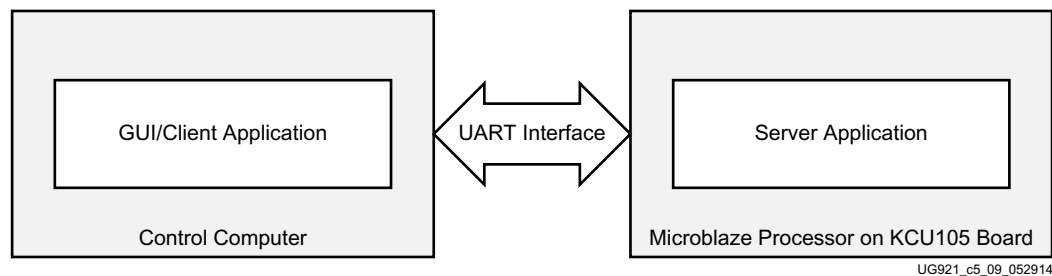 GUI/Client Application
UART Interface
Server Application
Control Computer
Microblaze Processor on KCU105 Board
UG921_c5_09_052914